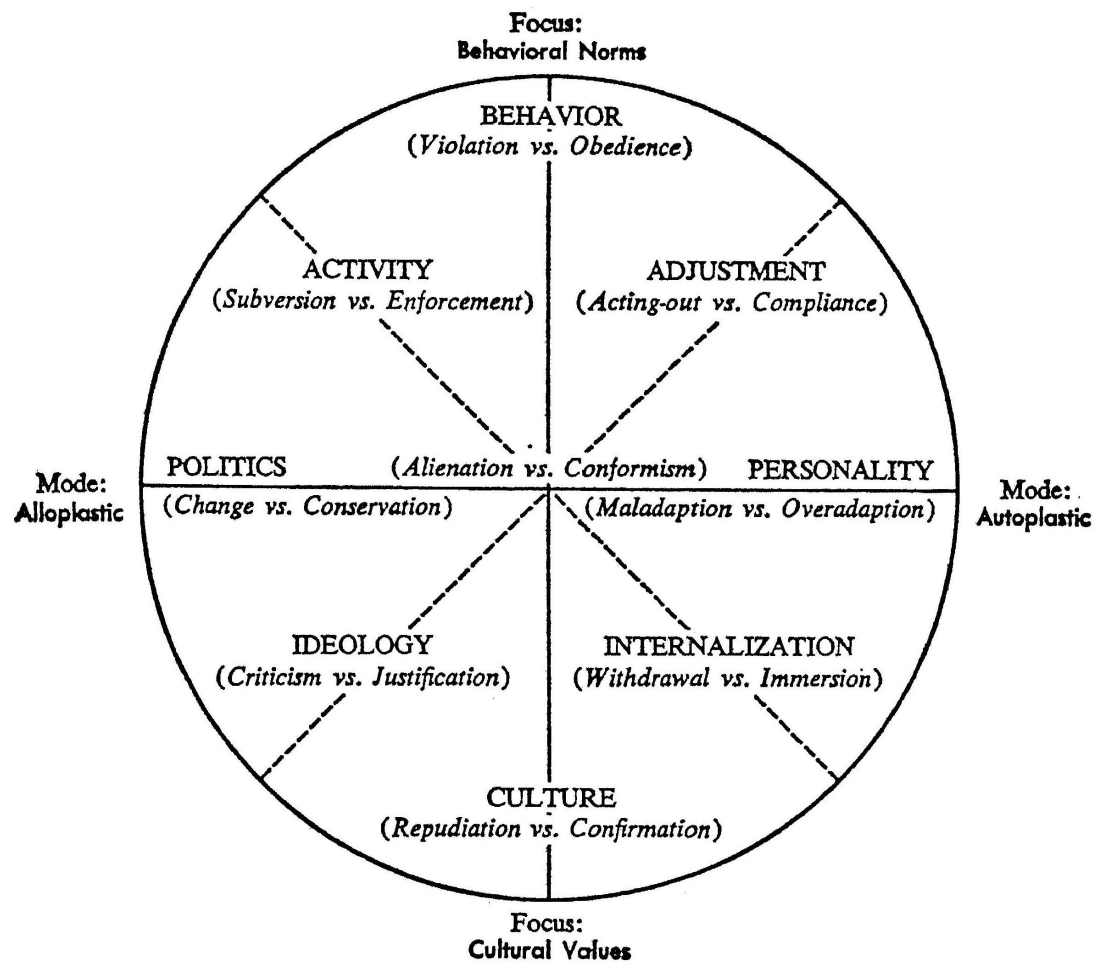 Focus:
Behavioral Norms
BEHAVIOR
(Violation vs. Obedience)
ACTIVITY
(Subversion vs. Enforcement)
ADJUSTMENT
(Acting-out vs. Compliance)
Mode:
Alloplastic
POLITICS
(Change vs. Conservation)
(Alienation vs. Conformism)
PERSONALITY
(Maladaption vs. Overadaption)
Mode:
Autoplastic
IDEOLOGY
(Criticism vs. Justification)
INTERNALIZATION
(Withdrawal vs. Immersion)
CULTURE
(Repudiation vs. Confirmation)
Focus:
Cultural Values